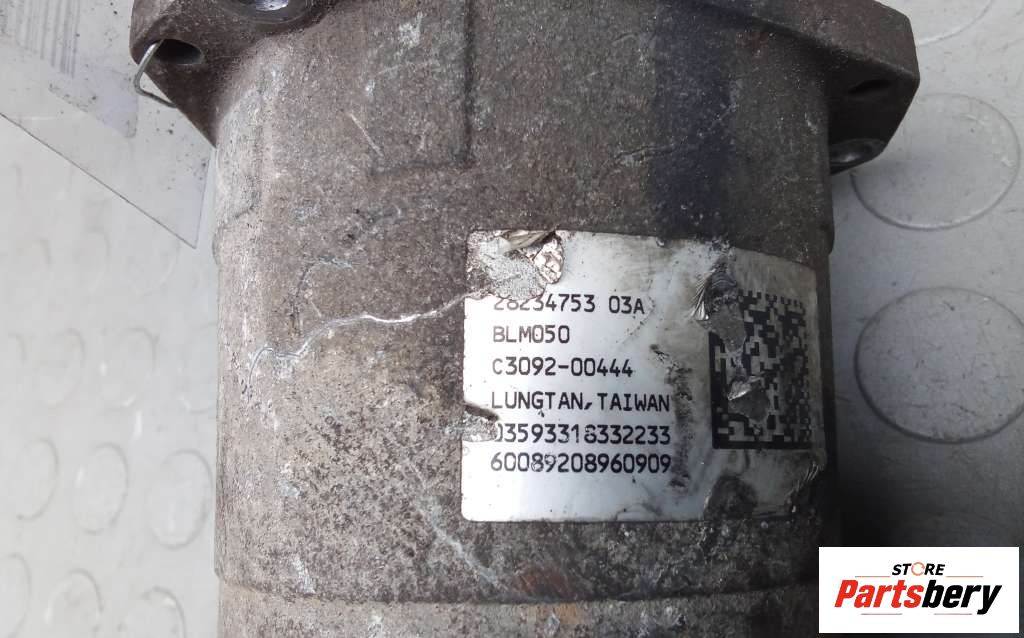 28234753 03A
BLM050
C3092-00444
LUNGTAN, TAIWAN
03593318332233
60089208960909
STORE
Partsbery